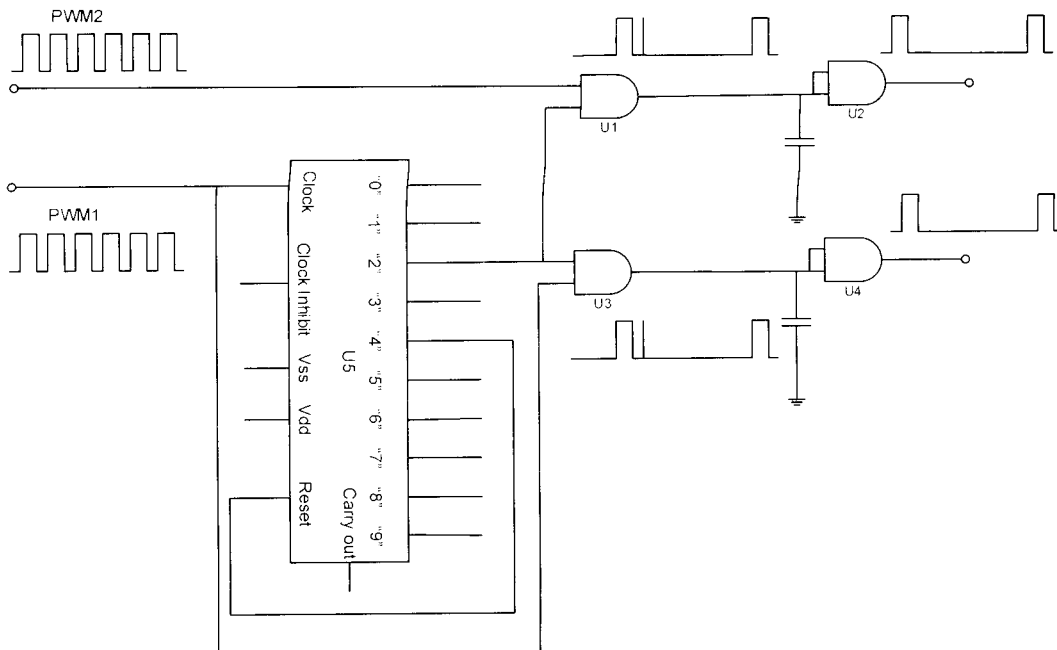 PWM2
U1
U2
PWM1
Clock
Clock Inhibit
Vss
Vdd
Reset
U5
Carry out
"0"
"1"
"2"
"3"
"4"
"5"
"6"
"7"
"8"
"9"
U3
U4